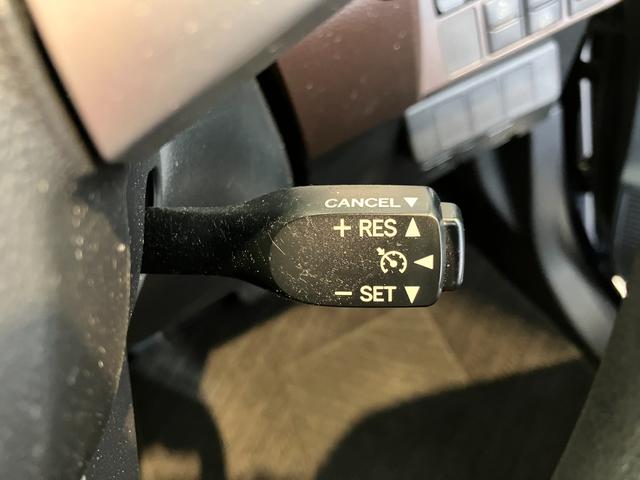 CANCEL▼
+ RES ▲
◀
− SET ▼